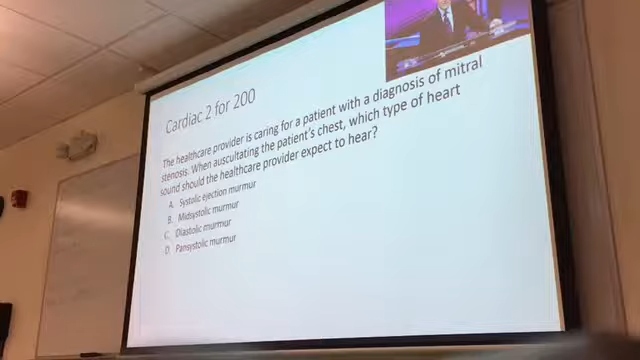 Cardiac 2 for 200
The healthcare provider is caring for a patient with a diagnosis of mitral
stenosis. When auscultating the patient's chest, which type of heart
sound should the healthcare provider expect to hear?
A. Systolic ejection murmur
B. Midsystolic murmur
C. Diastolic murmur
D. Pansystolic murmur